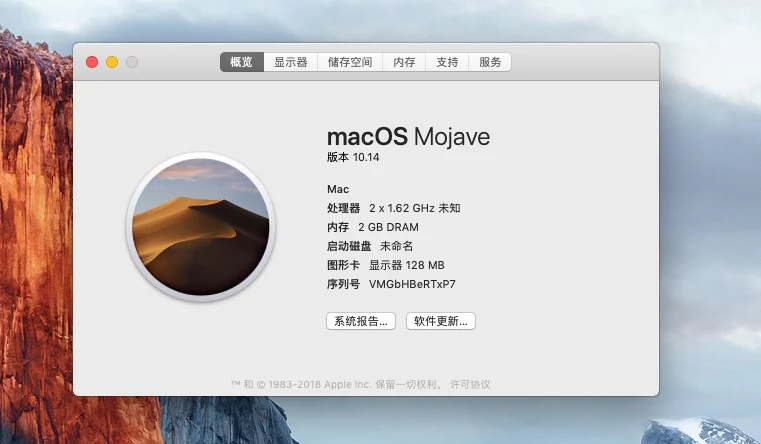 概览 显示器 储存空间 内存 支持 服务
macOS Mojave
版本 10.14
Mac
处理器 2 x 1.62 GHz 未知
内存 2 GB DRAM
启动磁盘 未命名
图形卡 显示器 128 MB
序列号 VMGbHBeRTxP7
系统报告... 软件更新...
™ 和 © 1983-2018 Apple Inc. 保留一切权利。 许可协议